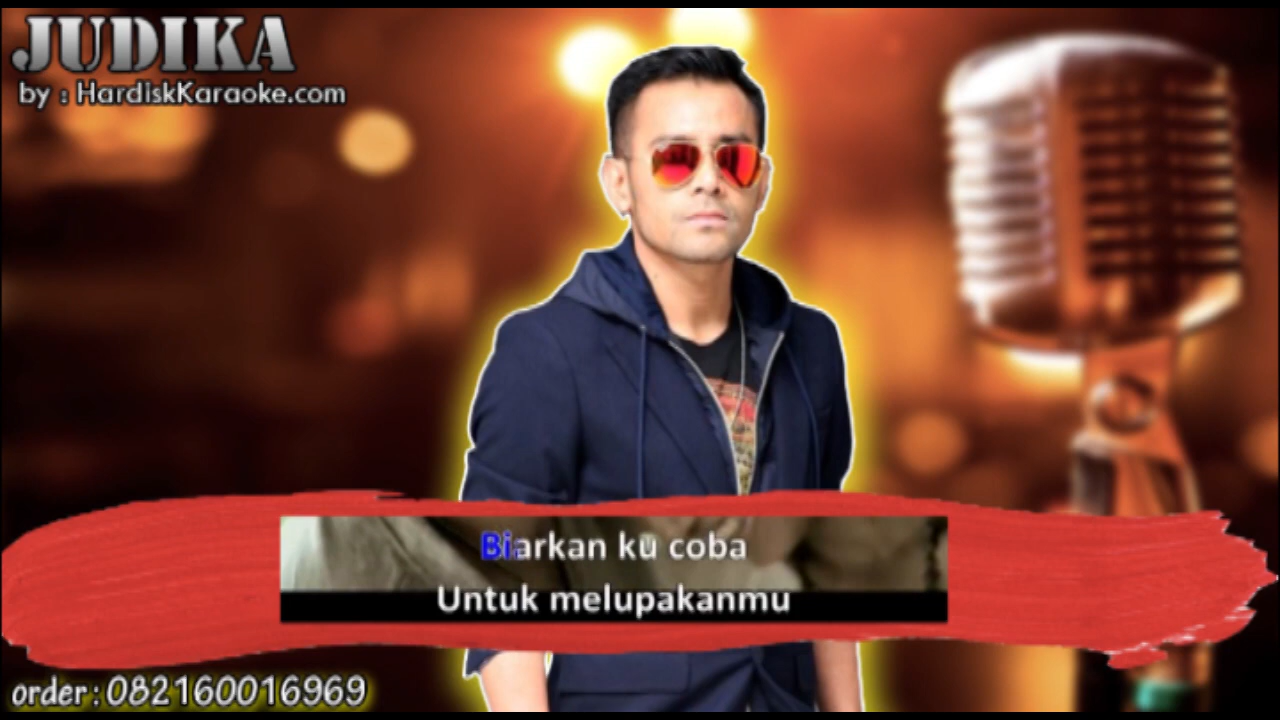 JUDIKA
by : HardiskKaraoke.com
Biarkan ku coba
Untuk melupakanmu
order : 082160016969